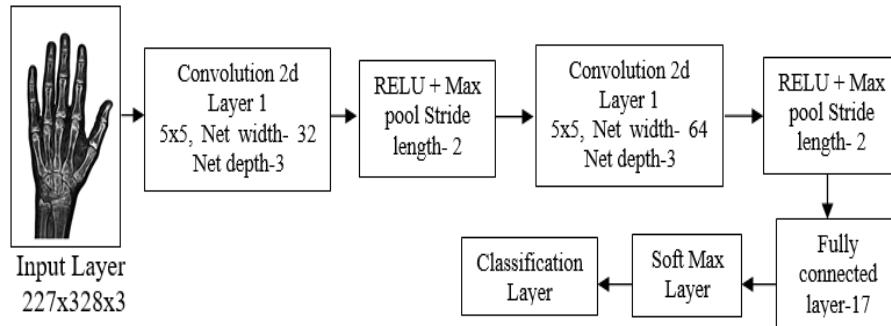 Input Layer
227x328x3
Convolution 2d
Layer 1
5x5, Net width- 32
Net depth-3
RELU + Max
pool Stride
length- 2
Convolution 2d
Layer 1
5x5, Net width- 64
Net depth-3
RELU + Max
pool Stride
length- 2
Fully
connected
layer-17
Soft Max
Layer
Classification
Layer